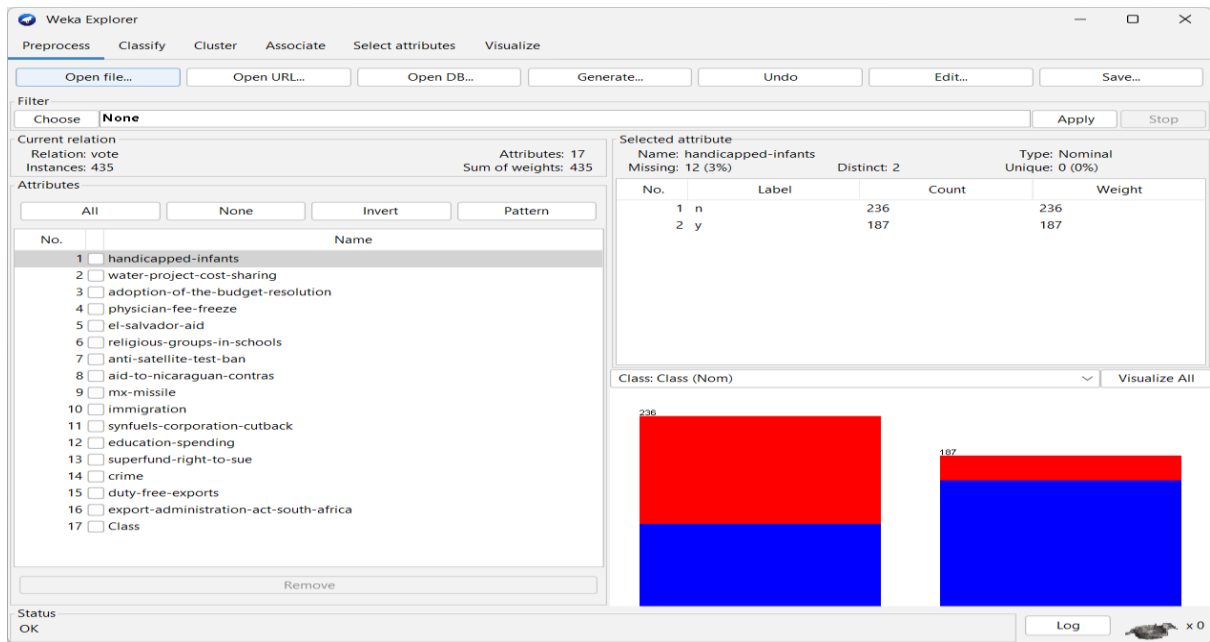 Weka Explorer
Preprocess Classify Cluster Associate Select attributes Visualize
Open file... Open URL... Open DB... Generate... Undo Edit... Save...
Filter
Choose None Apply Stop
Current relation
Relation: vote Attributes: 17
Instances: 435 Sum of weights: 435
Attributes
All None Invert Pattern
No. Name
1 handicapped-infants
2 water-project-cost-sharing
3 adoption-of-the-budget-resolution
4 physician-fee-freeze
5 el-salvador-aid
6 religious-groups-in-schools
7 anti-satellite-test-ban
8 aid-to-nicaraguan-contras
9 mx-missile
10 immigration
11 synfuels-corporation-cutback
12 education-spending
13 superfund-right-to-sue
14 crime
15 duty-free-exports
16 export-administration-act-south-africa
17 Class
Remove
Selected attribute
Name: handicapped-infants Type: Nominal
Missing: 12 (3%) Distinct: 2 Unique: 0 (0%)
No. Label Count Weight
1 n 236 236
2 y 187 187
Class: Class (Nom) Visualize All
236
187
Status
OK Log x 0